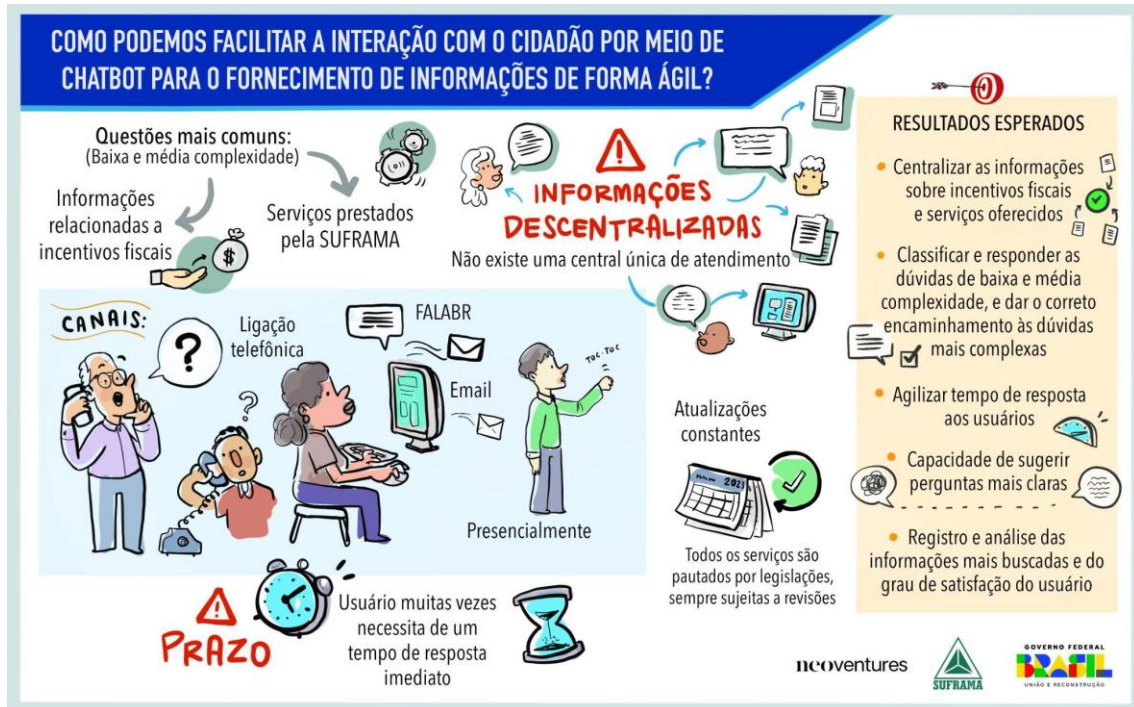 COMO PODEMOS FACILITAR A INTERAÇÃO COM O CIDADÃO POR MEIO DE
CHATBOT PARA O FORNECIMENTO DE INFORMAÇÕES DE FORMA ÁGIL?
Questões mais comuns:
(Baixa e média complexidade)
Informações
relacionadas a
incentivos fiscais
$
Serviços prestados
pela SUFRAMA
INFORMAÇÕES
DESCENTRALIZADAS
Não existe uma central única de atendimento
CANAIS:
?
Ligação
telefônica
?
FALABR
Email
TOC-TOC
Presencialmente
Atualizações
constantes
2023
Todos os serviços são
pautados por legislações,
sempre sujeitas a revisões
PRAZO
Usuário muitas vezes
necessita de um
tempo de resposta
imediato
RESULTADOS ESPERADOS
• Centralizar as informações
sobre incentivos fiscais
e serviços oferecidos
• Classificar e responder as
dúvidas de baixa e média
complexidade, e dar o correto
encaminhamento às dúvidas
mais complexas
• Agilizar tempo de resposta
aos usuários
• Capacidade de sugerir
perguntas mais claras
• Registro e análise das
informações mais buscadas e do
grau de satisfação do usuário
neoventures
SUFRAMA
GOVERNO FEDERAL
BRASIL
UNIÃO E RECONSTRUÇÃO